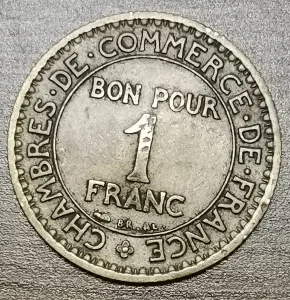 CHAMBRES·DE·COMMERCE·DE·FRANCE
BON POUR
1
FRANC